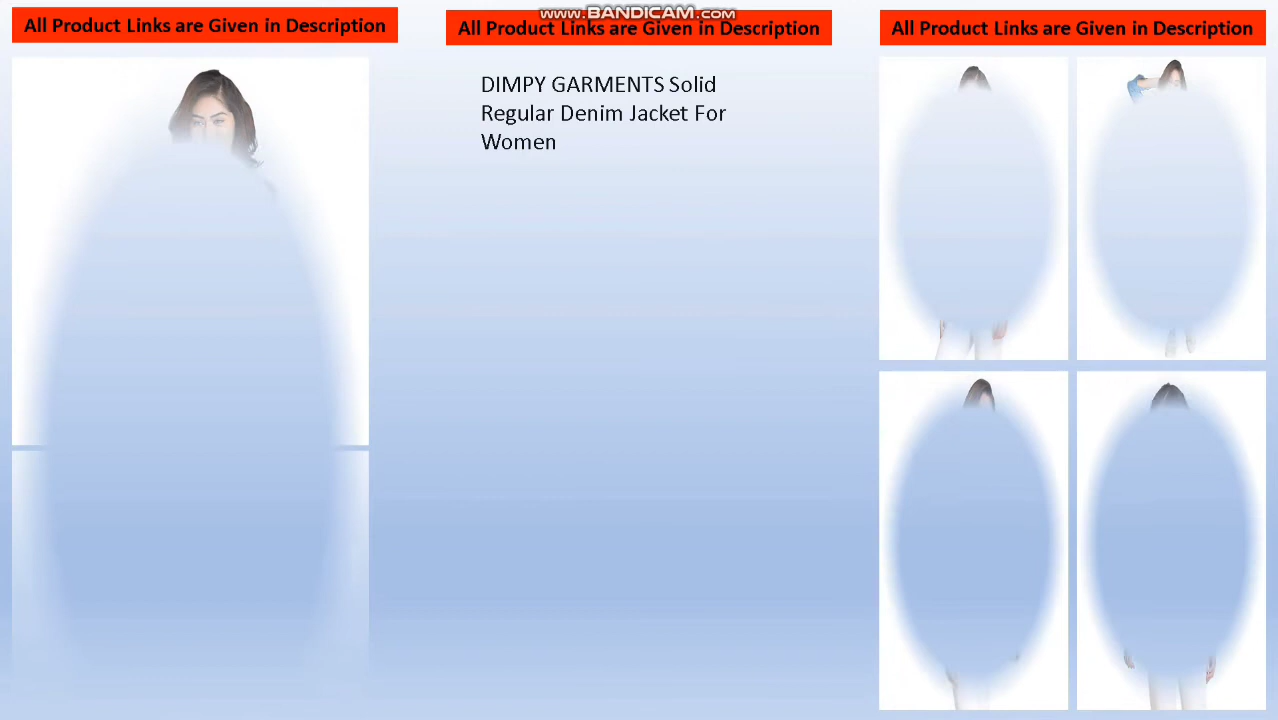 www.BANDICAM.com
All Product Links are Given in Description
All Product Links are Given in Description
All Product Links are Given in Description
DIMPY GARMENTS Solid
Regular Denim Jacket For
Women